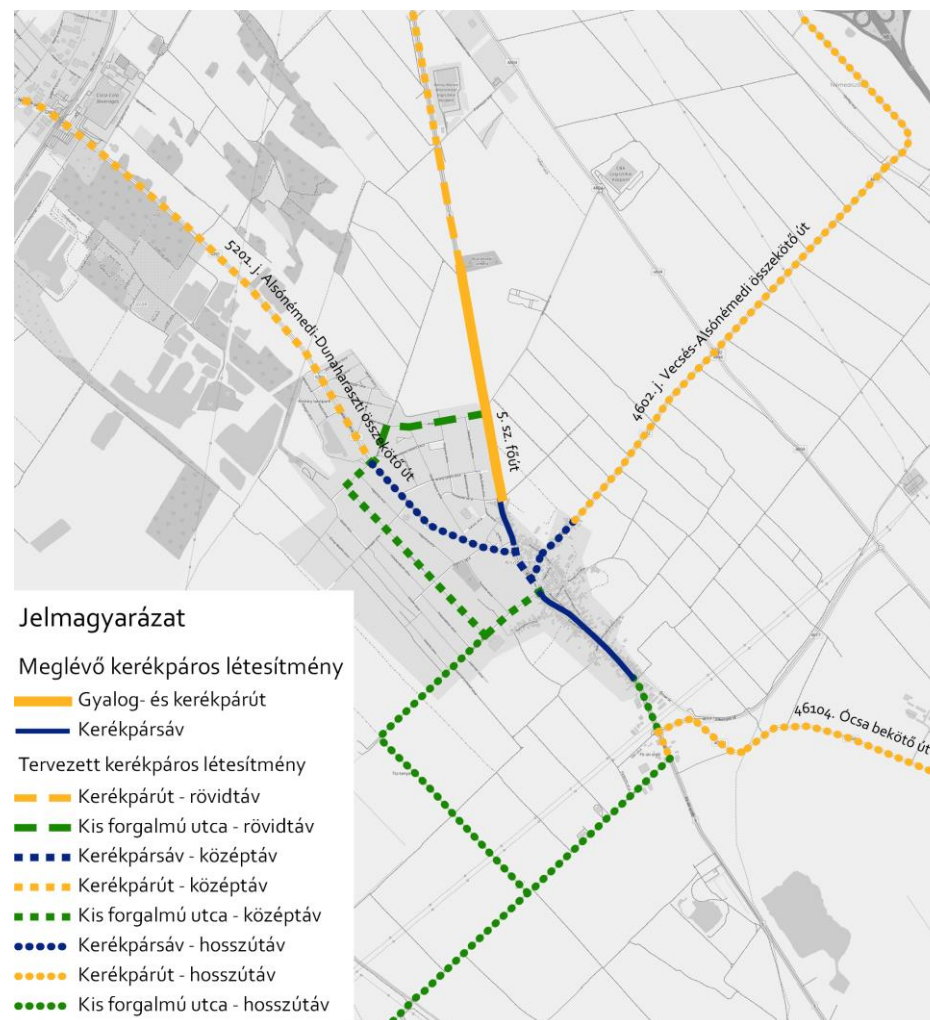 5201. j. Alsónémedi-Dunaharaszti összekötő út
5. sz. főút
4602. j. Vecsés-Alsónémedi összekötő út
46104. Ócsa bekötő út
Jelmagyarázat
Meglévő kerékpáros létesítmény
Gyalog- és kerékpárút
Kerékpársáv
Tervezett kerékpáros létesítmény
Kerékpárút - rövidtáv
Kis forgalmú utca - rövidtáv
Kerékpársáv - középtáv
Kerékpárút - középtáv
Kis forgalmú utca - középtáv
Kerékpársáv - hosszútáv
Kerékpárút - hosszútáv
Kis forgalmú utca - hosszútáv